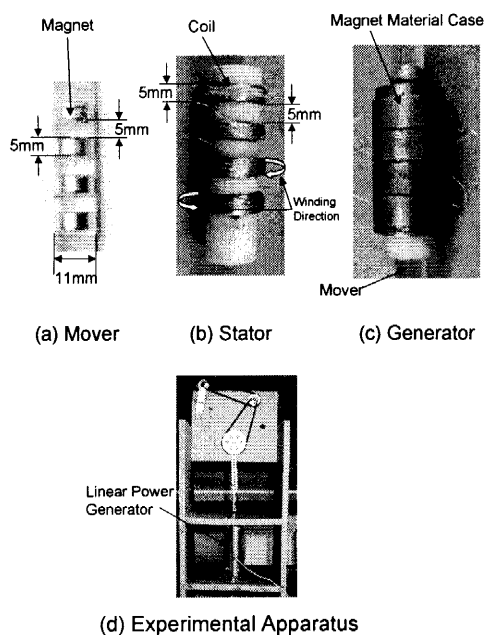 Magnet
5mm
5mm
11mm
(a) Mover
Coil
5mm
5mm
Winding
Direction
(b) Stator
Magnet Material Case
Mover
(c) Generator
Linear Power
Generator
(d) Experimental Apparatus